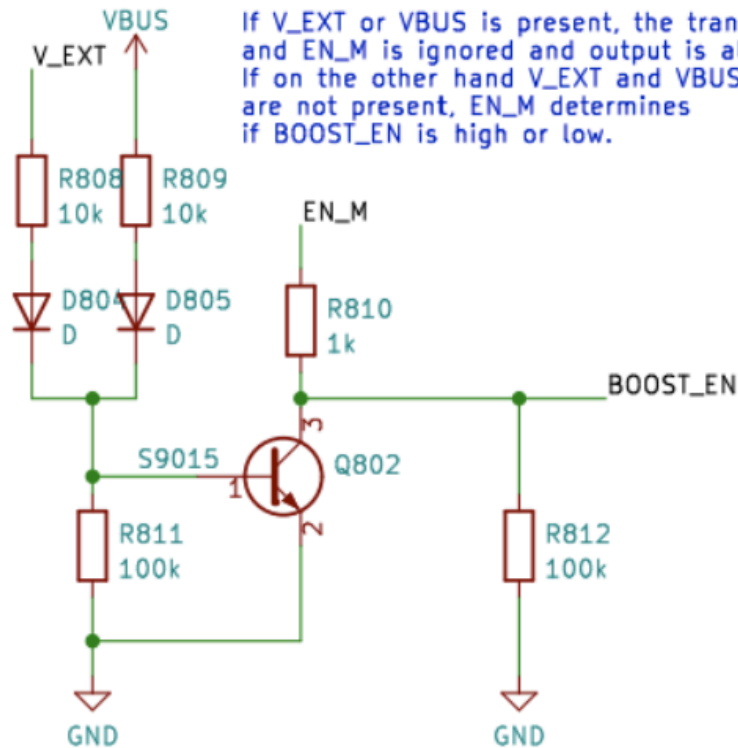 VBUS
V_EXT
If V_EXT or VBUS is present, the
and EN_M is ignored and output is
If on the other hand V_EXT and VBUS
are not present, EN_M determines
if BOOST_EN is high or low.
R808
10k
R809
10k
EN_M
D804
D
D805
D
R810
1k
BOOST_EN
3
S9015
Q802
1
2
R811
100k
R812
100k
GND
GND